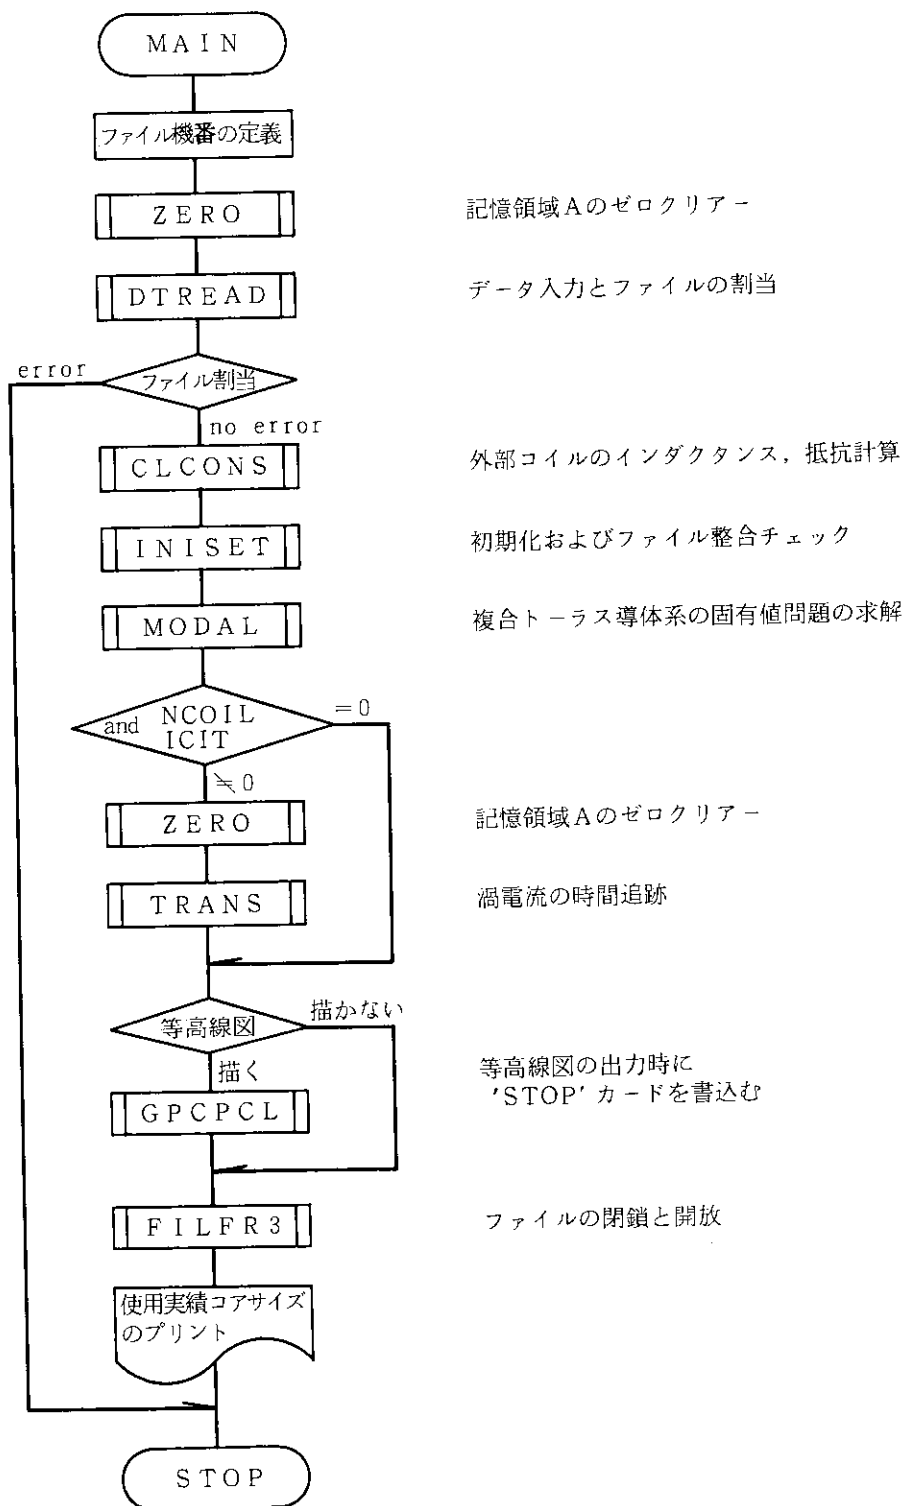 MAIN
ファイル機番の定義
ZERO
記憶領域Aのゼロクリアー
DTREAD
データ入力とファイルの割当
error
ファイル割当
no error
CLCONS
外部コイルのインダクタンス,抵抗計算
INISET
初期化およびファイル整合チェック
MODAL
複合トーラス導体系の固有値問題の求解
and NCOIL
ICIT
=0
≠0
ZERO
記憶領域Aのゼロクリアー
TRANS
渦電流の時間追跡
描かない
等高線図
描く
等高線図の出力時に
'STOP'カードを書込む
GPCPCL
FILFR3
ファイルの閉鎖と開放
使用実績コアサイズ
のプリント
STOP